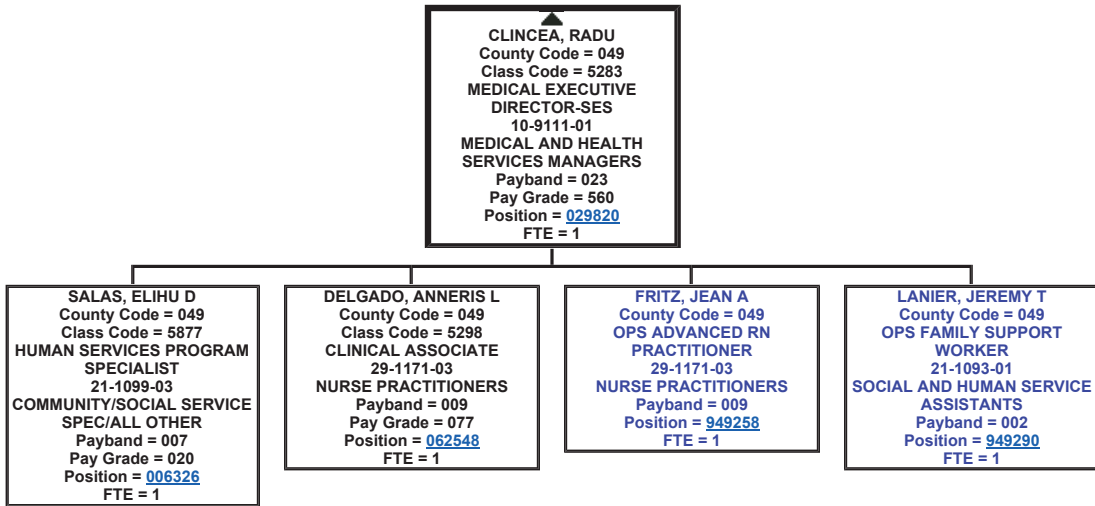 CLINCEA, RADU
County Code = 049
Class Code = 5283
MEDICAL EXECUTIVE
DIRECTOR-SES
10-9111-01
MEDICAL AND HEALTH
SERVICES MANAGERS
Payband = 023
Pay Grade = 560
Position = 029820
FTE = 1
SALAS, ELIHU D
County Code = 049
Class Code = 5877
HUMAN SERVICES PROGRAM
SPECIALIST
21-1099-03
COMMUNITY/SOCIAL SERVICE
SPEC/ALL OTHER
Payband = 007
Pay Grade = 020
Position = 006326
FTE = 1
DELGADO, ANNERIS L
County Code = 049
Class Code = 5298
CLINICAL ASSOCIATE
29-1171-03
NURSE PRACTITIONERS
Payband = 009
Pay Grade = 077
Position = 062548
FTE = 1
FRITZ, JEAN A
County Code = 049
OPS ADVANCED RN
PRACTITIONER
29-1171-03
NURSE PRACTITIONERS
Payband = 009
Position = 949258
FTE = 1
LANIER, JEREMY T
County Code = 049
OPS FAMILY SUPPORT
WORKER
21-1093-01
SOCIAL AND HUMAN SERVICE
ASSISTANTS
Payband = 002
Position = 949290
FTE = 1